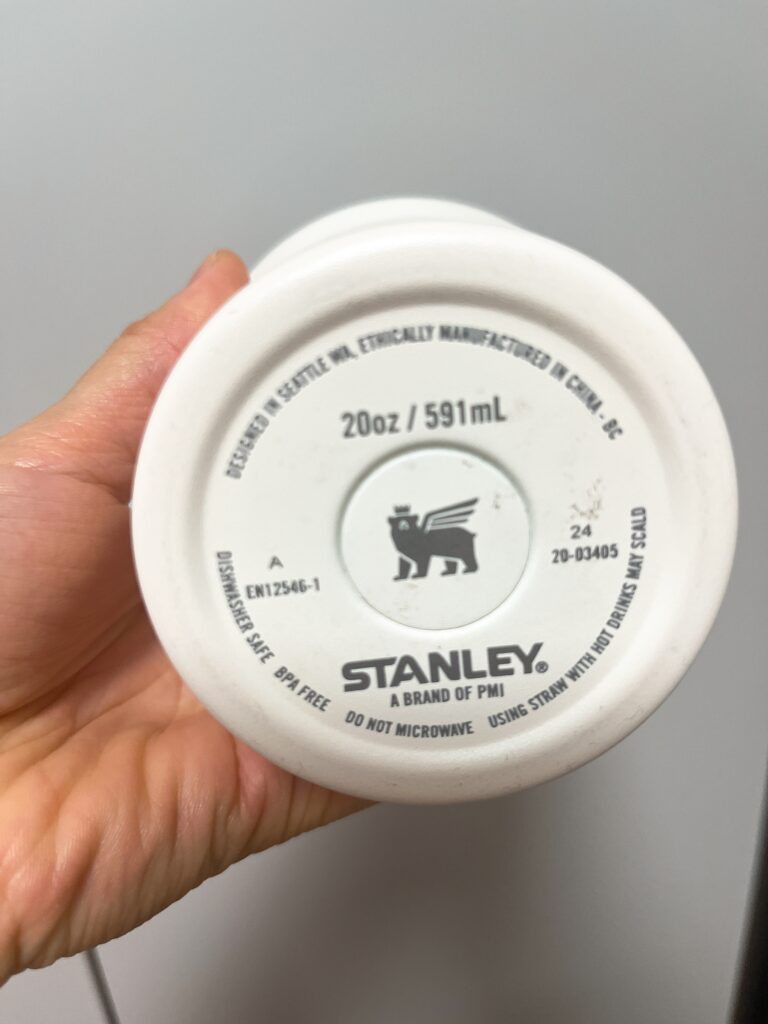 DESIGNED IN SEATTLE WA, ETHICALLY MANUFACTURED IN CHINA - BC
20oz / 591mL
A
EN12546-1
24
20-03405
STANLEY®
A BRAND OF PMI
DISHWASHER SAFE BPA FREE DO NOT MICROWAVE USING STRAW WITH HOT DRINKS MAY SCALD